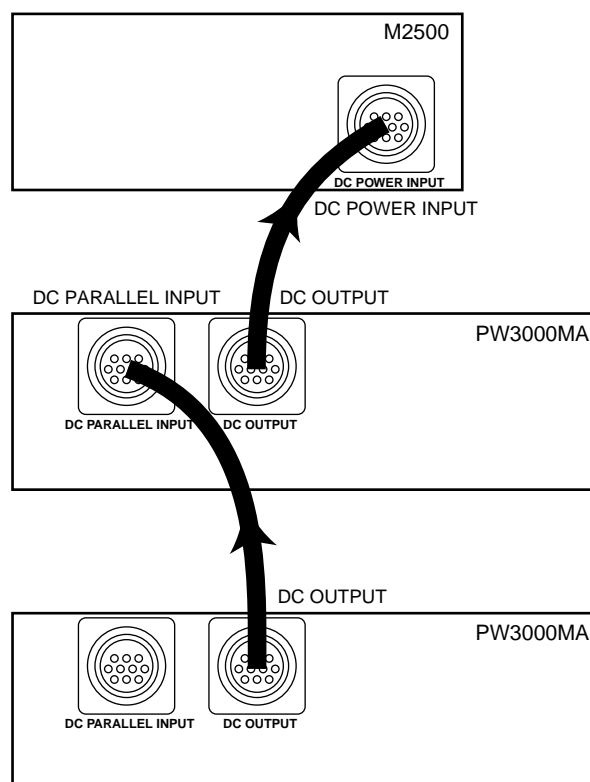 M2500
DC POWER INPUT
DC POWER INPUT
DC PARALLEL INPUT
DC OUTPUT
PW3000MA
DC PARALLEL INPUT
DC OUTPUT
DC OUTPUT
PW3000MA
DC PARALLEL INPUT
DC OUTPUT